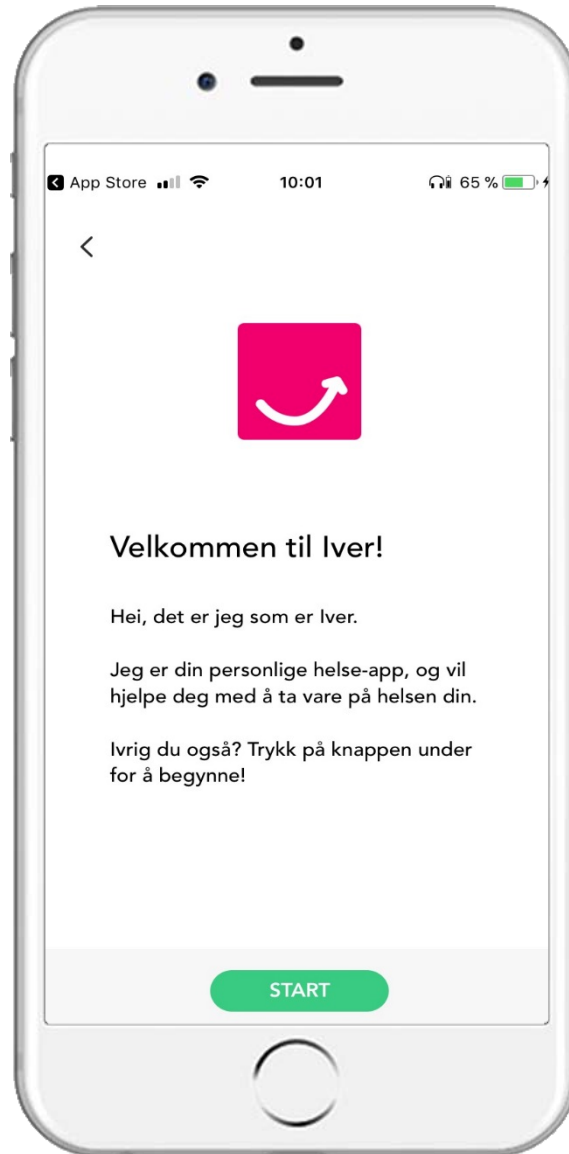 App Store 10:01 65 %
Velkommen til Iver!
Hei, det er jeg som er Iver.
Jeg er din personlige helse-app, og vil
hjelpe deg med å ta vare på helsen din.
Ivrig du også? Trykk på knappen under
for å begynne!
START